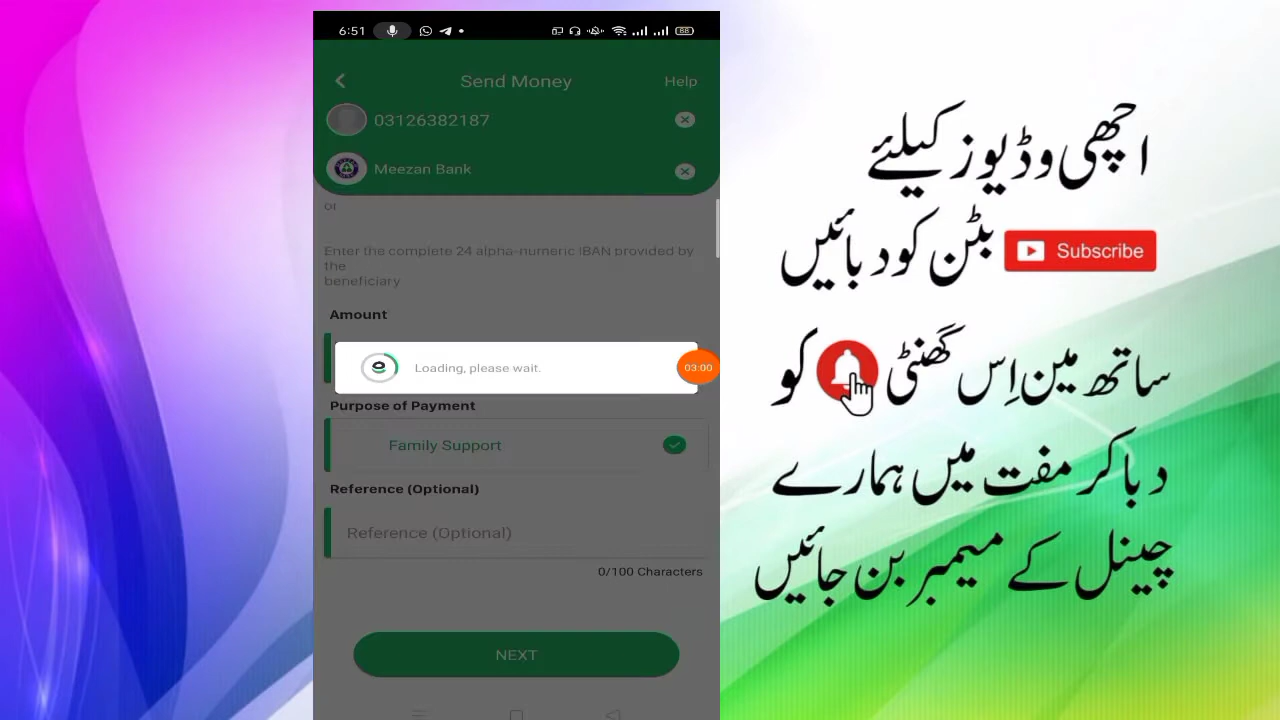 6:51
88
Send Money
Help
03126382187
Meezan Bank
or
Enter the complete 24 alpha-numeric IBAN provided by
the
beneficiary
Amount
Loading, please wait.
03:00
Purpose of Payment
Family Support
Reference (Optional)
Reference (Optional)
0/100 Characters
NEXT
اچھی وڈیوز کیلئے
بٹن کو دبائیں Subscribe
ساتھ مین اِس گھنٹی کو
دبا کر مفت میں ہمارے
چینل کے میمبر بن جائیں